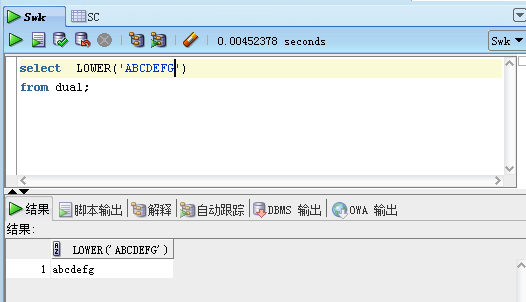 Swk SC
0.00452378 seconds Swk
select LOWER('ABCDEFG')
from dual;
结果 脚本输出 解释 自动跟踪 DBMS 输出 OWA 输出
结果:
LOWER('ABCDEFG')
1 abcdefg